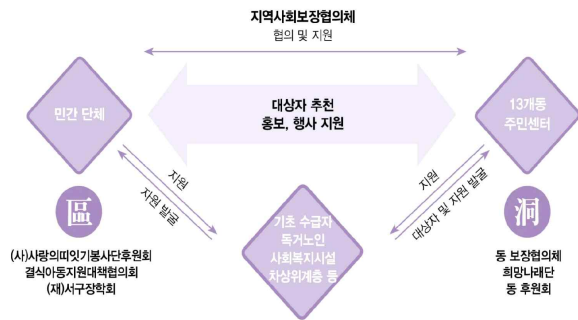 지역사회보장협의체
협의 및 지원
민간 단체
대상자 추천
홍보, 행사 지원
13개동
주민센터
지원
자원 발굴
지원
대상자 및 자원 발굴
區
기초 수급자
독거노인
사회복지시설
차상위계층 등
洞
(사)사랑의띠잇기봉사단후원회
결식아동지원대책협의회
(재)서구장학회
동 보장협의체
희망나래단
동 후원회